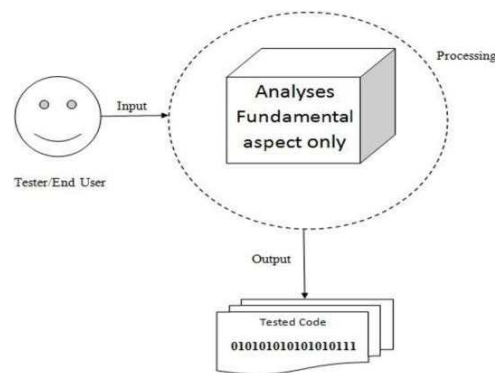 Processing
Analyses
Fundamental
aspect only
Input
Tester/End User
Output
Tested Code
010101010101010111